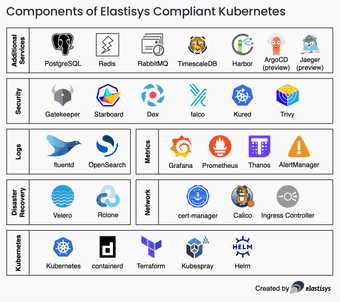 Components of Elastisys Compliant Kubernetes
Additional Services
PostgreSQL
Redis
RabbitMQ
TimescaleDB
Harbor
ArgoCD (preview)
Jaeger (preview)
Security
Gatekeeper
Starboard
Dex
falco
Kured
Trivy
Logs
fluentd
OpenSearch
Metrics
Grafana
Prometheus
Thanos
AlertManager
Disaster Recovery
Velero
Rclone
Network
cert-manager
Calico
Ingress Controller
Kubernetes
Kubernetes
containerd
Terraform
Kubespray
HELM
Helm
Created by elastisys